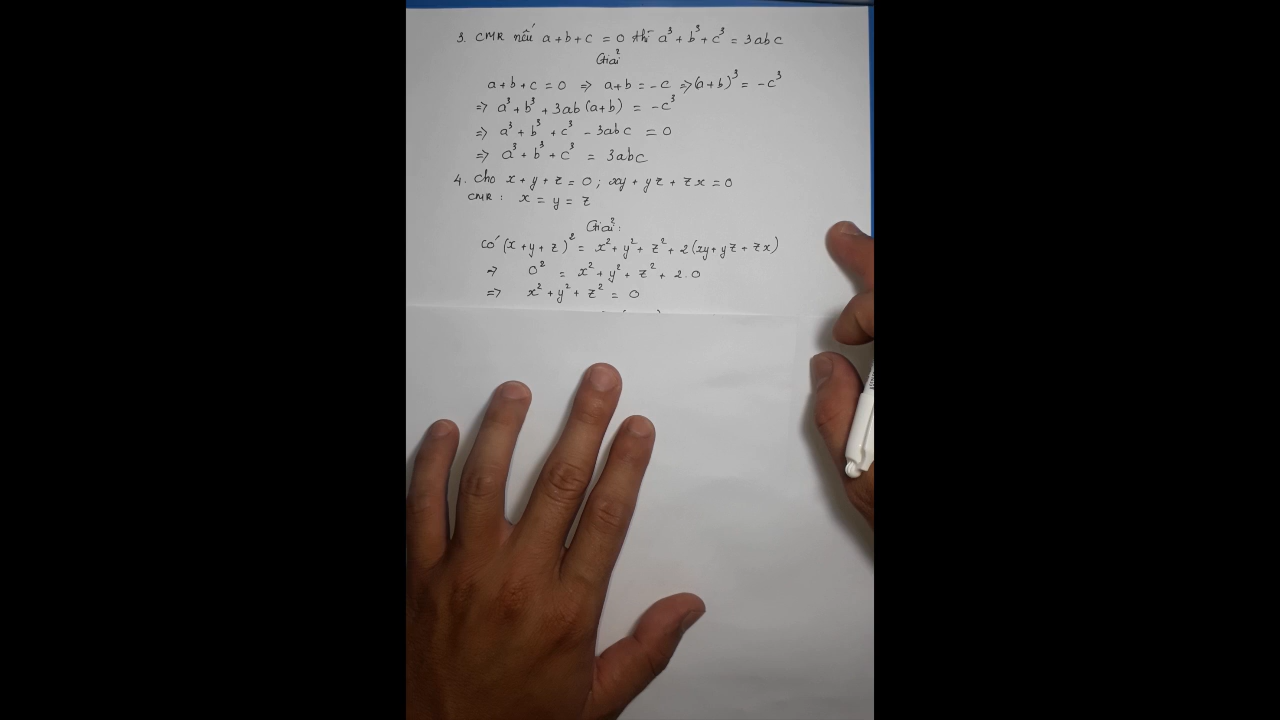 3. CMR nếu a + b + c = 0 thì a³ + b³ + c³ = 3abc
Giải
a + b + c = 0 => a + b = -c => (a + b)³ = -c³
=> a³ + b³ + 3ab (a + b) = -c³
=> a³ + b³ + c³ - 3abc = 0
=> a³ + b³ + c³ = 3abc
4. Cho x + y + z = 0 ; xy + yz + zx = 0
CMR : x = y = z
Giải :
Có (x + y + z)² = x² + y² + z² + 2(xy + yz + zx)
=> 0² = x² + y² + z² + 2.0
=> x² + y² + z² = 0